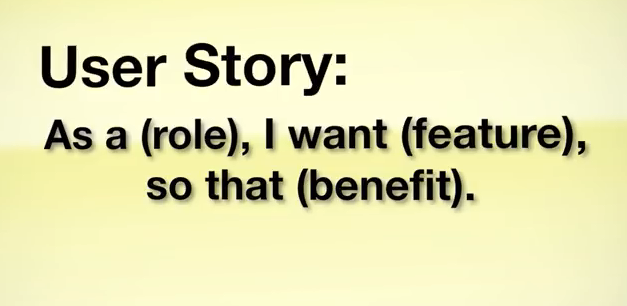 User Story:
As a (role), I want (feature),
so that (benefit).